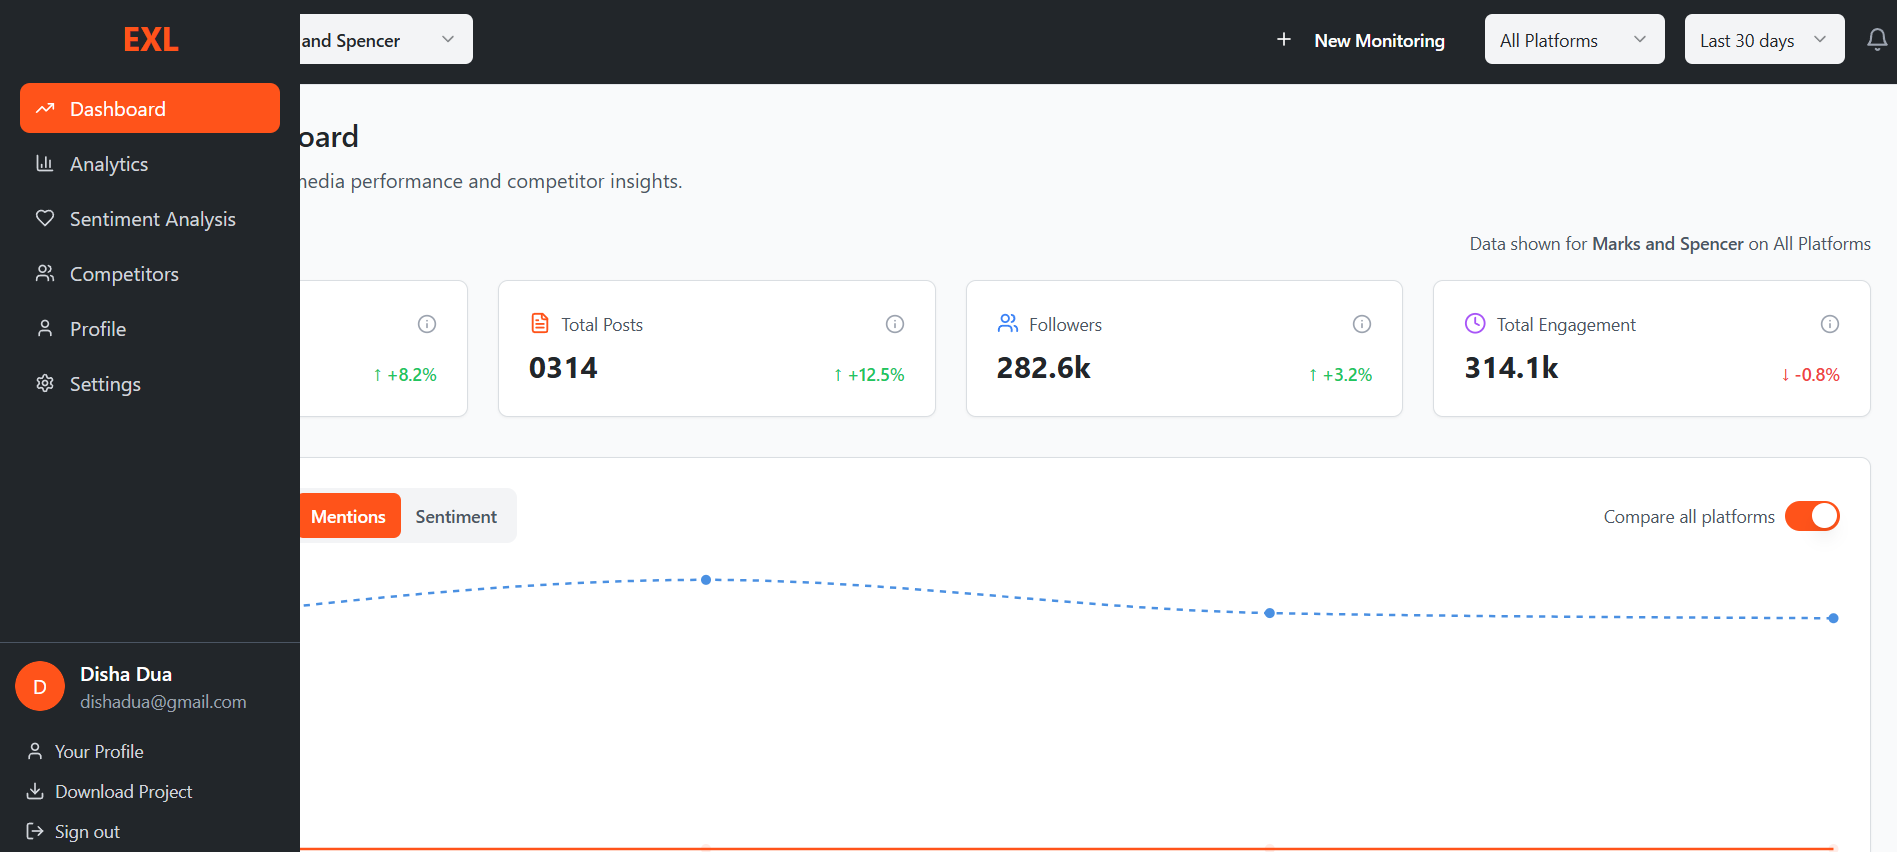 EXL
Dashboard
Analytics
Sentiment Analysis
Competitors
Profile
Settings
Disha Dua
D
dishadua@gmail.com
Your Profile
Download Project
Sign out
and Spencer
New Monitoring
All Platforms
Last 30 days
oard
media performance and competitor insights.
Data shown for Marks and Spencer on All Platforms
↑ +8.2%
Total Posts
0314
↑ +12.5%
Followers
282.6k
↑ +3.2%
Total Engagement
314.1k
↓ -0.8%
Mentions
Sentiment
Compare all platforms